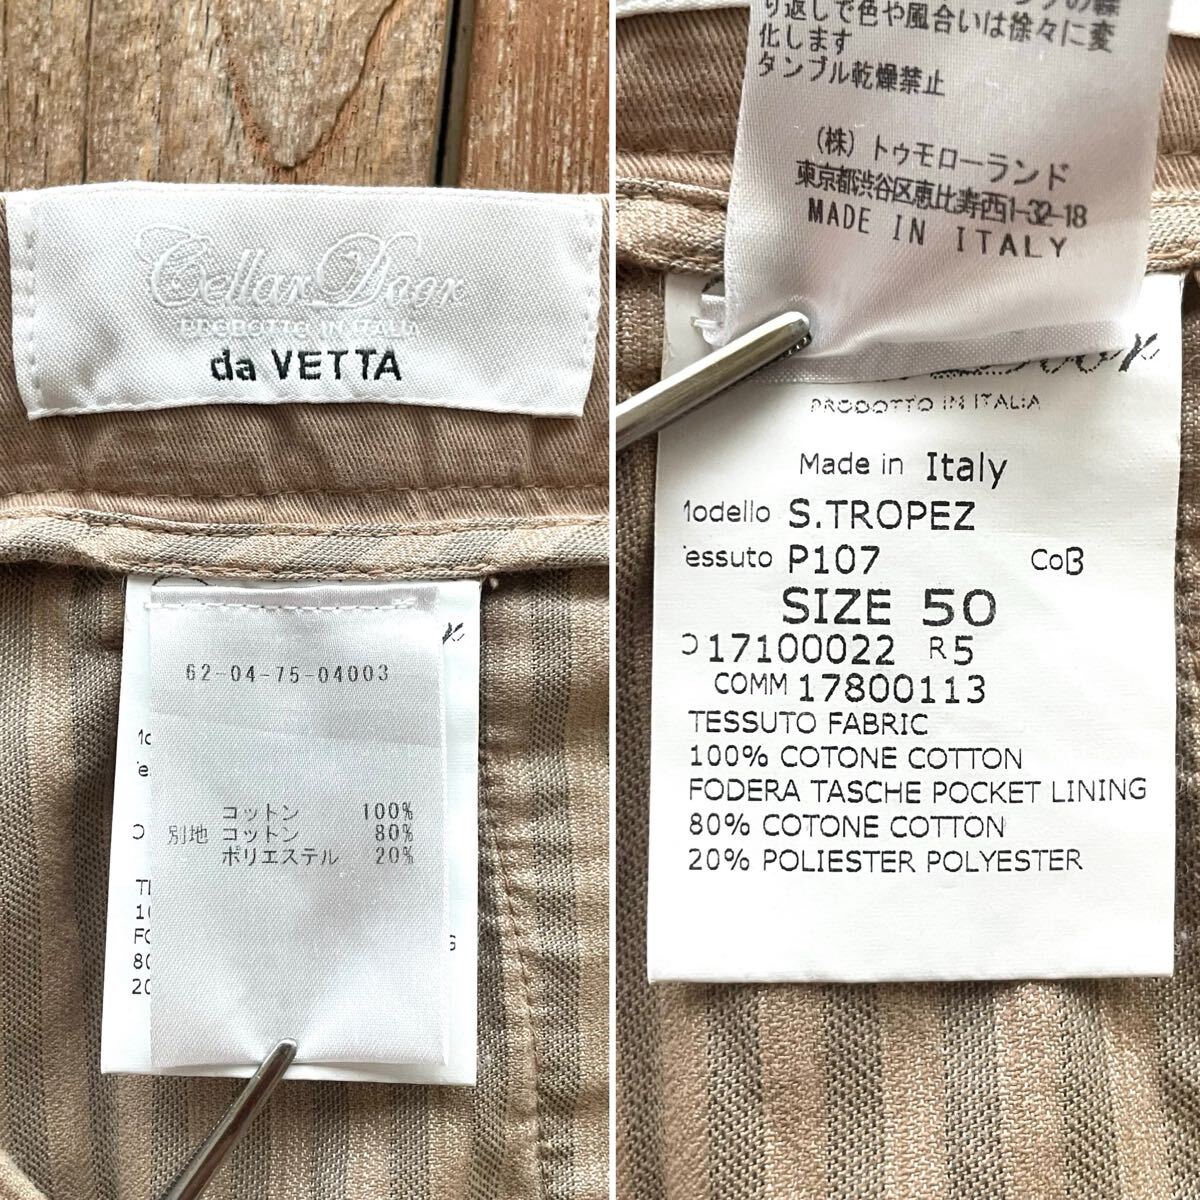 Cellar Door
PRODOTTO IN ITALIA
da VETTA
62-04-75-04003
コットン 100%
別地 コットン 80%
ポリエステル 20%
り返しで色や風合いは徐々に変
化します
タンブル乾燥禁止
(株) トゥモローランド
東京都渋谷区恵比寿西1-32-18
MADE IN ITALY
PRODOTTO IN ITALIA
Made in Italy
Modello S.TROPEZ
Tessuto P107 CoB
SIZE 50
17100022 R5
COMM 17800113
TESSUTO FABRIC
100% COTONE COTTON
FODERA TASCHE POCKET LINING
80% COTONE COTTON
20% POLIESTER POLYESTER